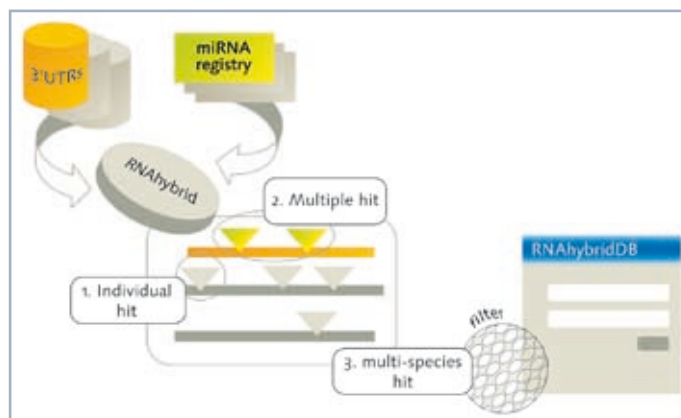 3'UTRs
miRNA
registry
RNAhybrid
2. Multiple hit
1. Individual
hit
3. multi-species
hit
Filter
RNAhybridDB